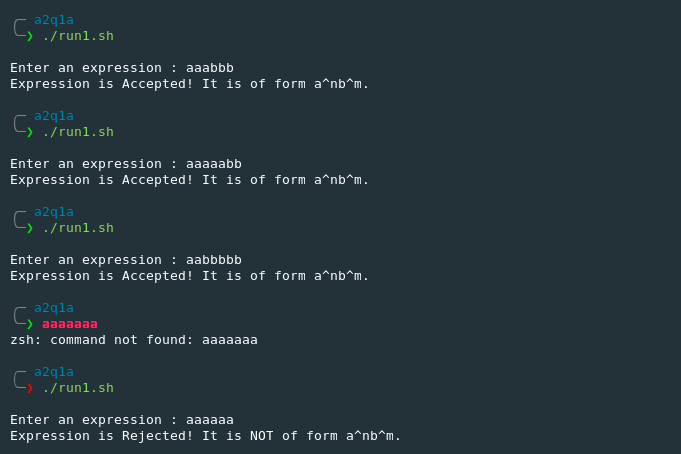 a2q1a
❯ ./run1.sh
Enter an expression : aaabbb
Expression is Accepted! It is of form a^nb^m.
a2q1a
❯ ./run1.sh
Enter an expression : aaaaabb
Expression is Accepted! It is of form a^nb^m.
a2q1a
❯ ./run1.sh
Enter an expression : aabbbbb
Expression is Accepted! It is of form a^nb^m.
a2q1a
❯ aaaaaaa
zsh: command not found: aaaaaaa
a2q1a
❯ ./run1.sh
Enter an expression : aaaaaa
Expression is Rejected! It is NOT of form a^nb^m.